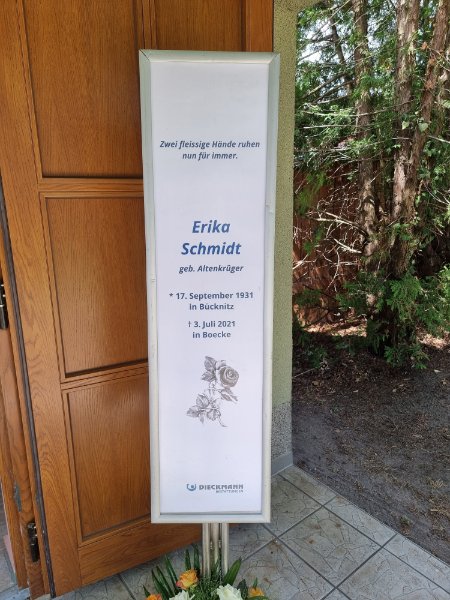 Zwei fleissige Hände ruhen
nun für immer.
Erika
Schmidt
geb. Altenkrüger
* 17. September 1931
in Bücknitz
† 3. Juli 2021
in Boecke
DIECKMANN
BESTATTUNGEN